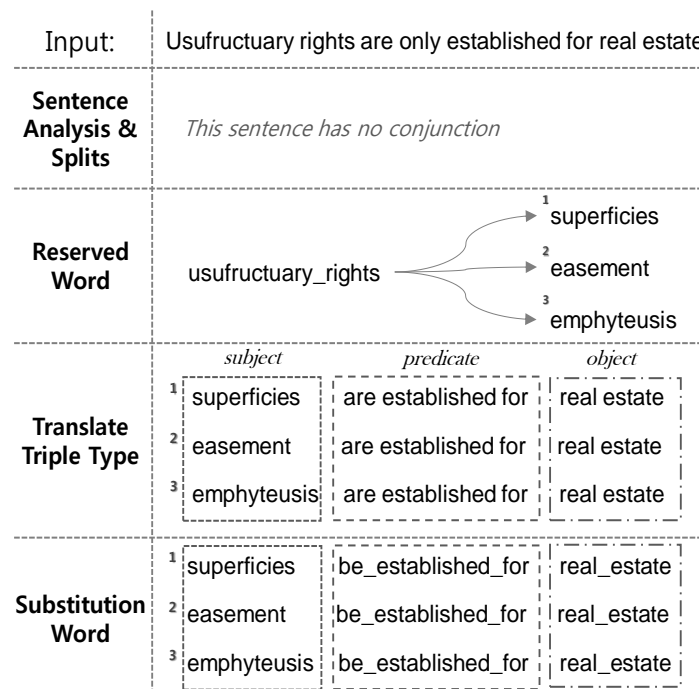 Input:
Usufructuary rights are only established for real estate
Sentence
Analysis &
Splits
This sentence has no conjunction
Reserved
Word
usufructuary_rights
1 superficies
2 easement
3 emphyteusis
Translate
Triple Type
subject predicate object
1 superficies are established for real estate
2 easement are established for real estate
3 emphyteusis are established for real estate
Substitution
Word
1 superficies be_established_for real_estate
2 easement be_established_for real_estate
3 emphyteusis be_established_for real_estate